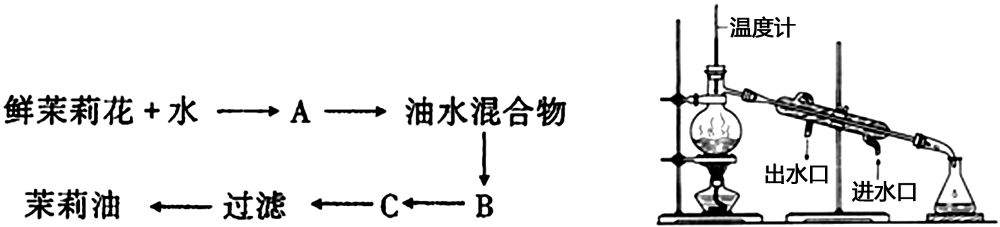 鲜茉莉花 + 水 → A → 油水混合物
茉莉油 ← 过滤 ← C ← B
温度计
出水口
进水口